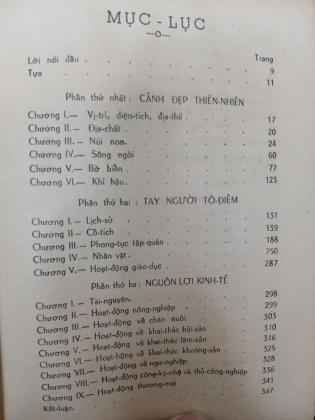 MỤC - LỤC
Trang
Lời nói đầu . . . . . . . 9
Tựa . . . . . . . 11
Phần thứ nhất : CẢNH ĐẸP THIÊN-NHIÊN
Chương I.— Vị-trí, diện-tích, địa-thế . . . 17
Chương II.— Địa-chất . . . . . 20
Chương III.— Núi non . . . . . 24
Chương IV.— Sông ngòi . . . . . 60
Chương V.— Bờ biển . . . . . 77
Chương VI.— Khí hậu . . . . . 123
Phần thứ hai : TAY NGƯỜI TÔ-ĐIỂM
Chương I.— Lịch-sử . . . . . 131
Chương II — Cổ-tích . . . . . 139
Chương III.— Phong-tục tập-quán . . . . 188
Chương IV.— Nhân vật . . . . . 250
Chương V.— Hoạt-động giáo-dục . . . . 287
Phần thứ ba : NGUỒN LỢI KINH-TẾ
Chương I.— Tài-nguyên . . . . . 298
Chương II.— Hoạt-động nông-nghiệp . . . . 299
Chương III.— Hoạt-động về chăn nuôi . . . . 303
Chương IV.— Hoạt-động về khai-thác hải-sản . . . 310
Chương V.— Hoạt-động về khai-thác lâm-sản . . . 316
Chương VI.— Hoạt-động về khai-thác khoáng-sản . . . 325
Chương VII.— Hoạt-động về ngư-nghiệp . . . . 328
Chương VIII.— Hoạt-động công-kỹ-nghệ và thủ-công-nghiệp 336
Chương IX.— Hoạt-động thương-mại . . . . 341
Kết-luận . . . . . 347